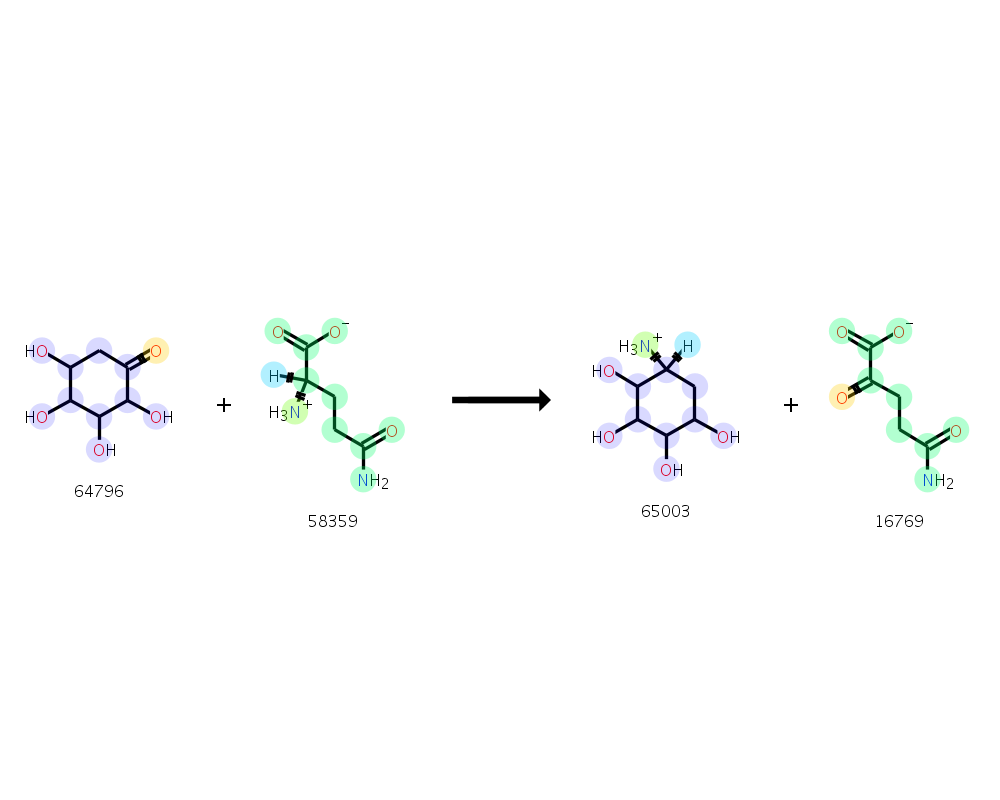 HO O
HO OH
OH
64796
+
O O−
H
H3N+
O
NH2
58359
H3N+ H
HO
HO OH
OH
65003
+
O O−
O
O
NH2
16769